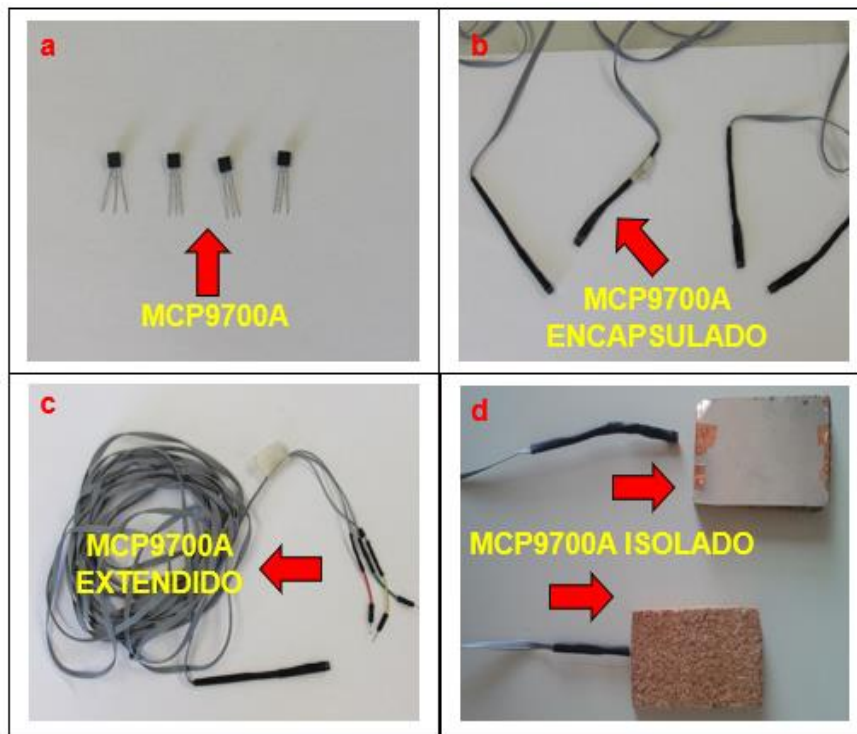 a
MCP9700A
b
MCP9700A
ENCAPSULADO
c
MCP9700A
EXTENDIDO
d
MCP9700A ISOLADO